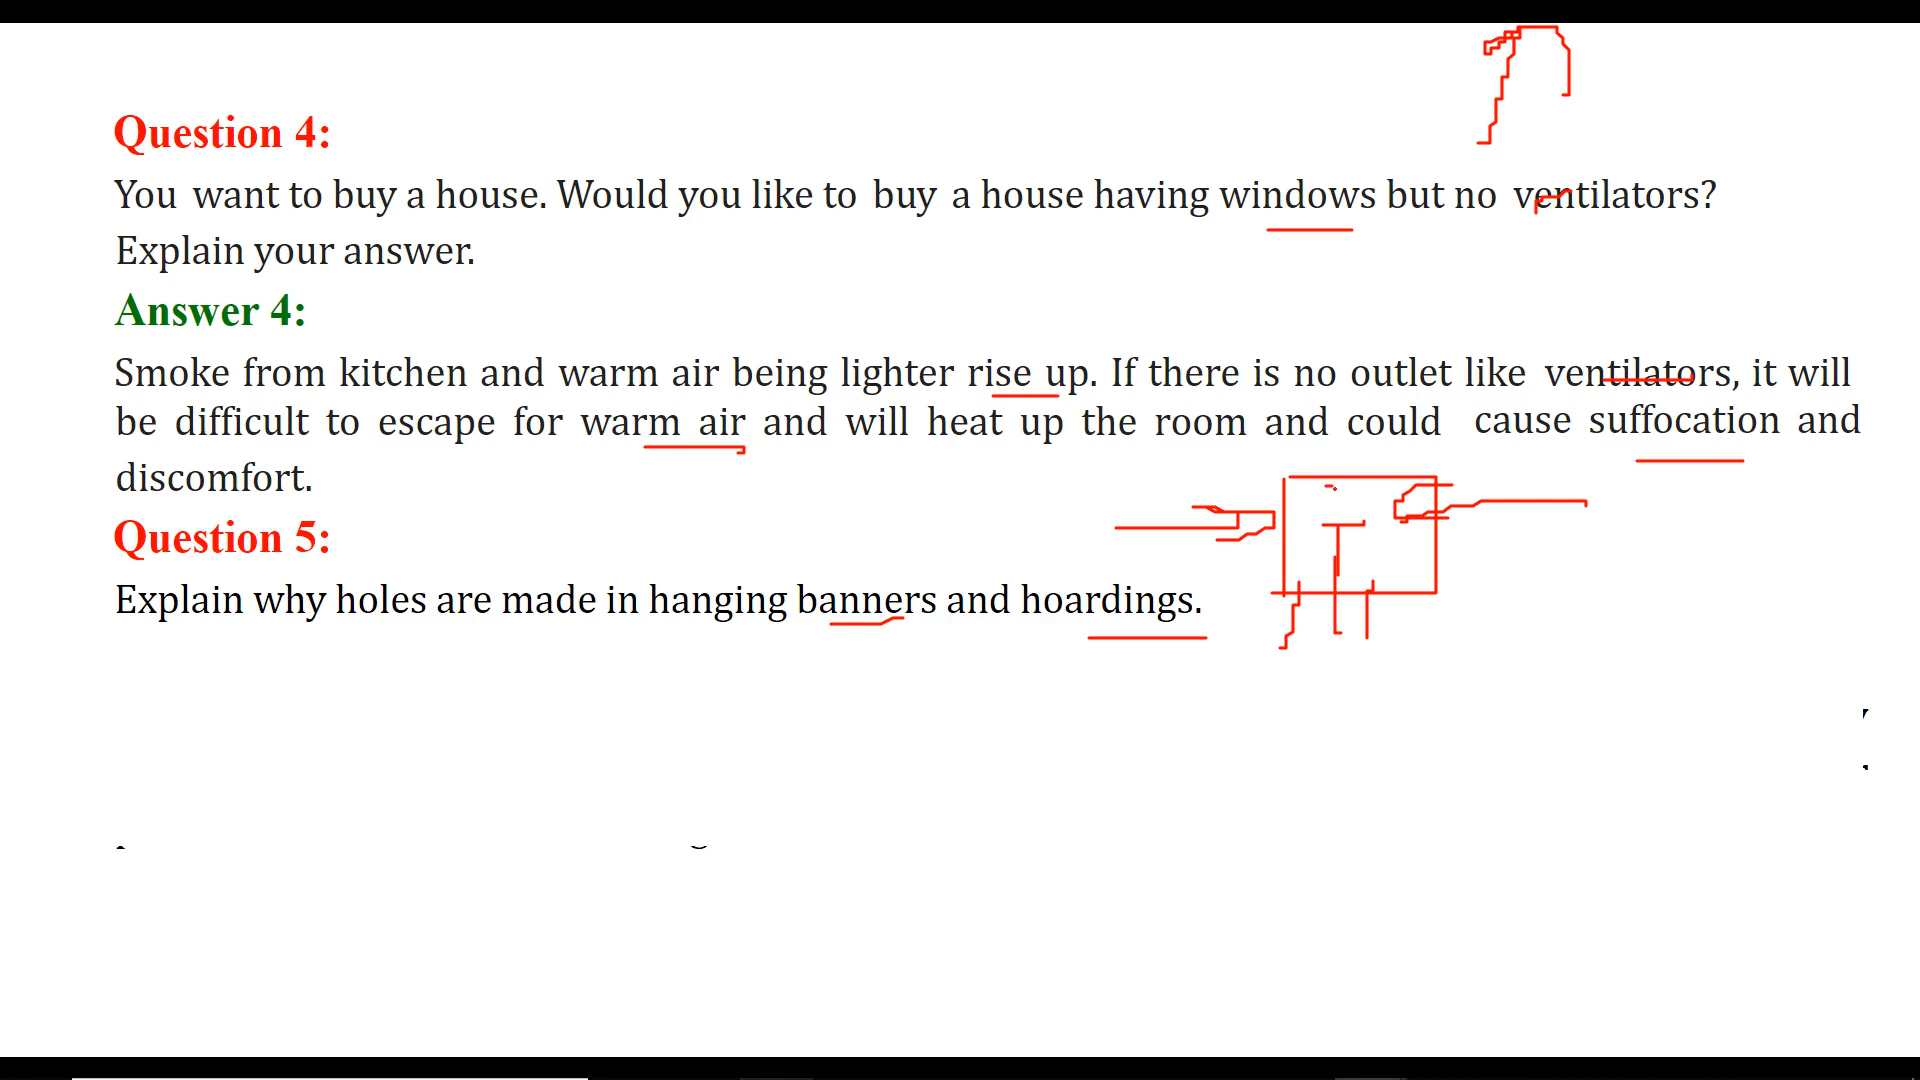 Question 4:
You want to buy a house. Would you like to buy a house having windows but no ventilators?
Explain your answer.
Answer 4:
Smoke from kitchen and warm air being lighter rise up. If there is no outlet like ventilators, it will
be difficult to escape for warm air and will heat up the room and could cause suffocation and
discomfort.
Question 5:
Explain why holes are made in hanging banners and hoardings.